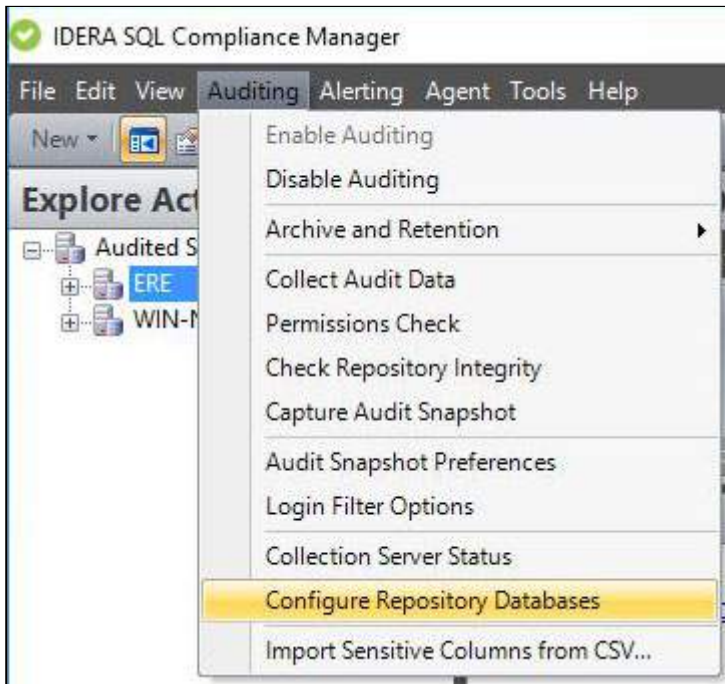 IDERA SQL Compliance Manager
File Edit View Auditing Alerting Agent Tools Help
New
Explore Act
Audited S
ERE
WIN-N
Enable Auditing
Disable Auditing
Archive and Retention
Collect Audit Data
Permissions Check
Check Repository Integrity
Capture Audit Snapshot
Audit Snapshot Preferences
Login Filter Options
Collection Server Status
Configure Repository Databases
Import Sensitive Columns from CSV...